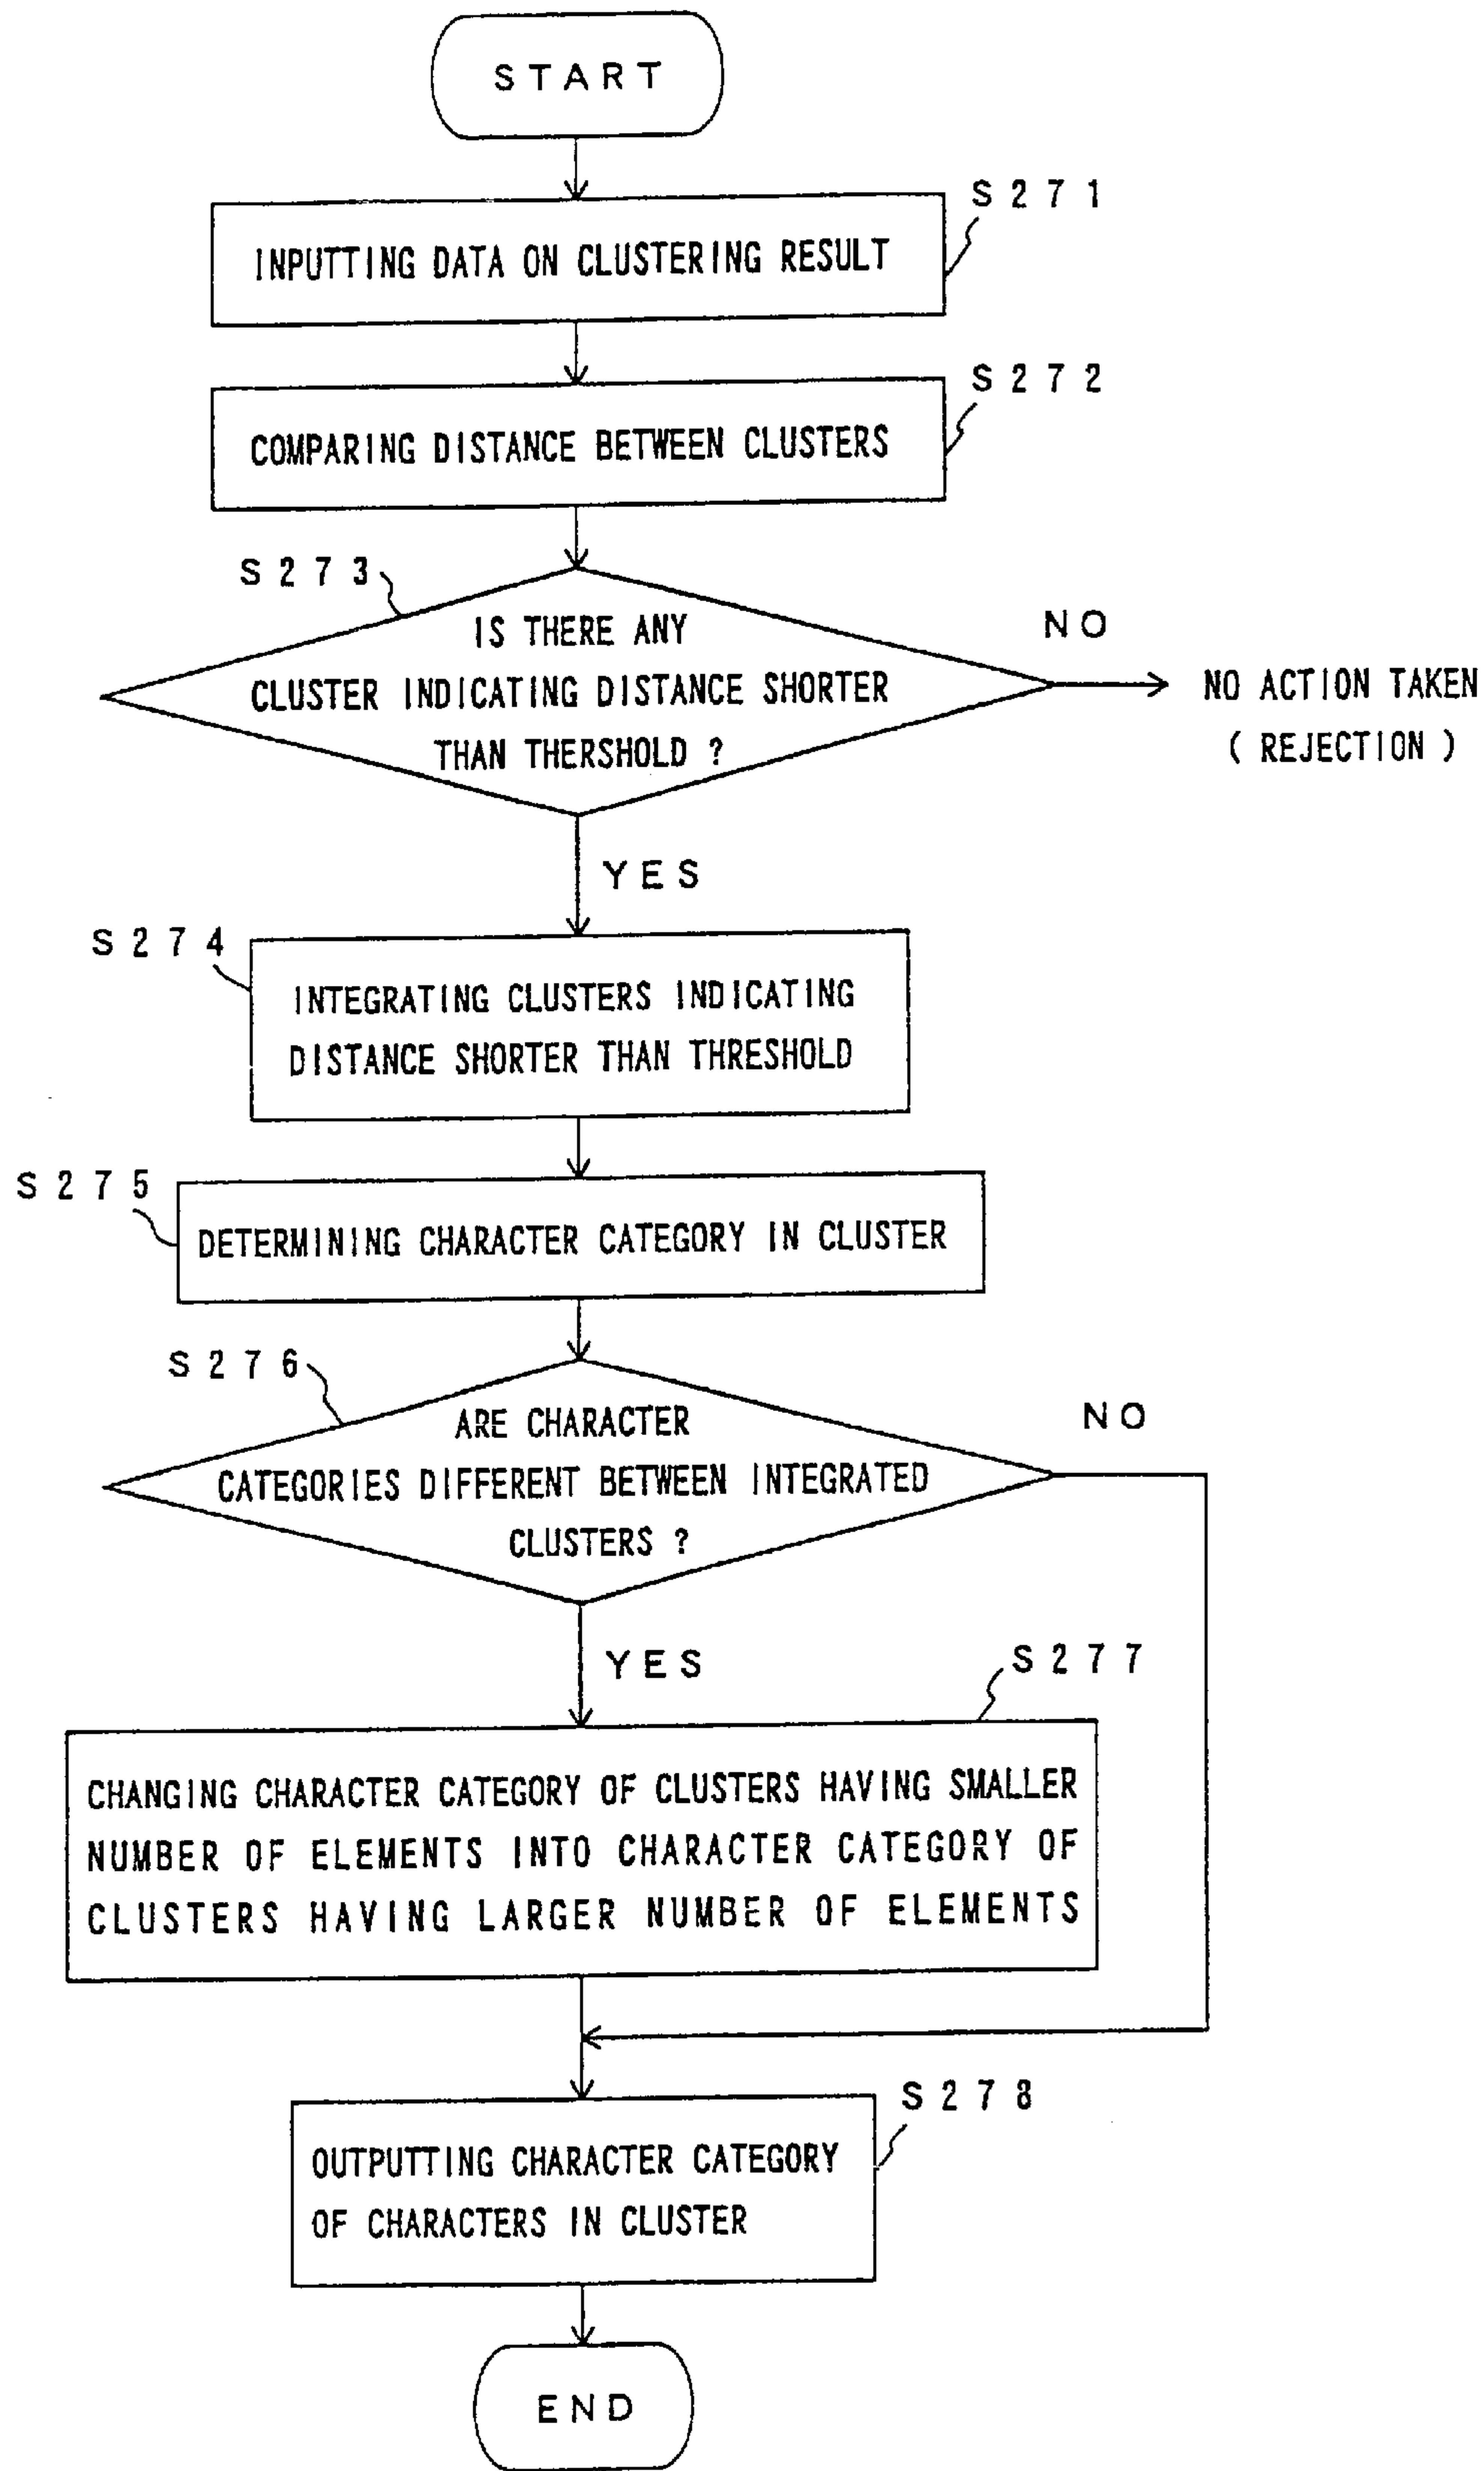 START
S271
INPUTTING DATA ON CLUSTERING RESULT
S272
COMPARING DISTANCE BETWEEN CLUSTERS
S273
IS THERE ANY
CLUSTER INDICATING DISTANCE SHORTER
THAN THERSHOLD ?
NO
NO ACTION TAKEN
( REJECTION )
YES
S274
INTEGRATING CLUSTERS INDICATING
DISTANCE SHORTER THAN THRESHOLD
S275
DETERMINING CHARACTER CATEGORY IN CLUSTER
S276
ARE CHARACTER
CATEGORIES DIFFERENT BETWEEN INTEGRATED
CLUSTERS ?
NO
YES
S277
CHANGING CHARACTER CATEGORY OF CLUSTERS HAVING SMALLER
NUMBER OF ELEMENTS INTO CHARACTER CATEGORY OF
CLUSTERS HAVING LARGER NUMBER OF ELEMENTS
S278
OUTPUTTING CHARACTER CATEGORY
OF CHARACTERS IN CLUSTER
END